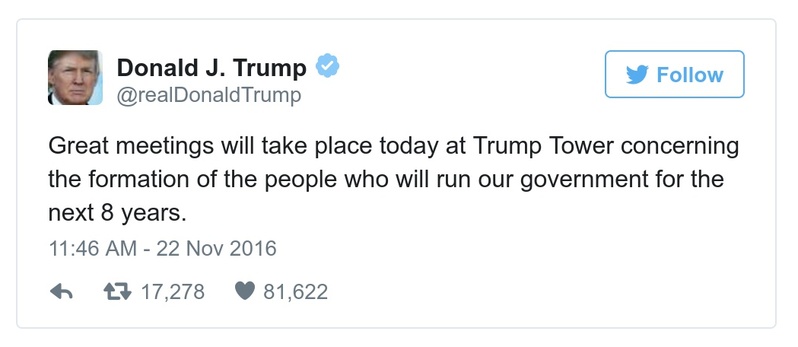 Donald J. Trump
@realDonaldTrump
Follow
Great meetings will take place today at Trump Tower concerning
the formation of the people who will run our government for the
next 8 years.
11:46 AM - 22 Nov 2016
17,278 81,622